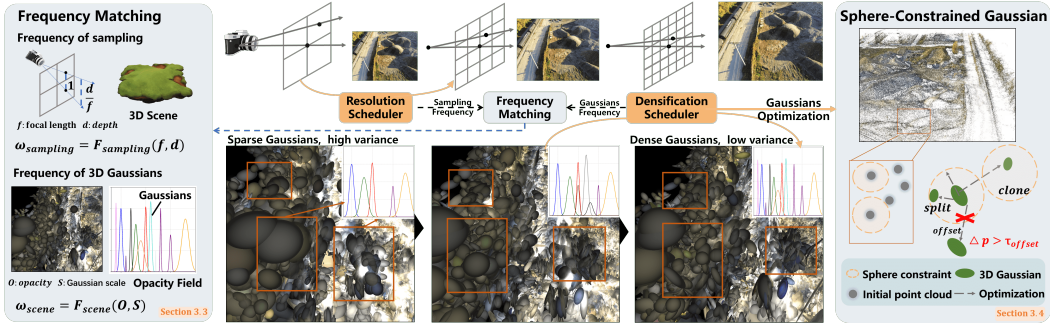 Frequency Matching
Frequency of sampling
1
d
f
f: focal length d: depth
3D Scene
ω_sampling = F_sampling(f, d)
Frequency of 3D Gaussians
Gaussians
O: opacity S: Gaussian scale
Opacity Field
ω_scene = F_scene(O, S)
Section 3.3
Resolution
Scheduler
Sampling
Frequency
Frequency
Matching
Gaussians
Frequency
Densification
Scheduler
Gaussians
Optimization
Sparse Gaussians, high variance
Dense Gaussians, low variance
Sphere-Constrained Gaussian
clone
split
offset
△ p > τ_offset
Sphere constraint
3D Gaussian
Initial point cloud
Optimization
Section 3.4